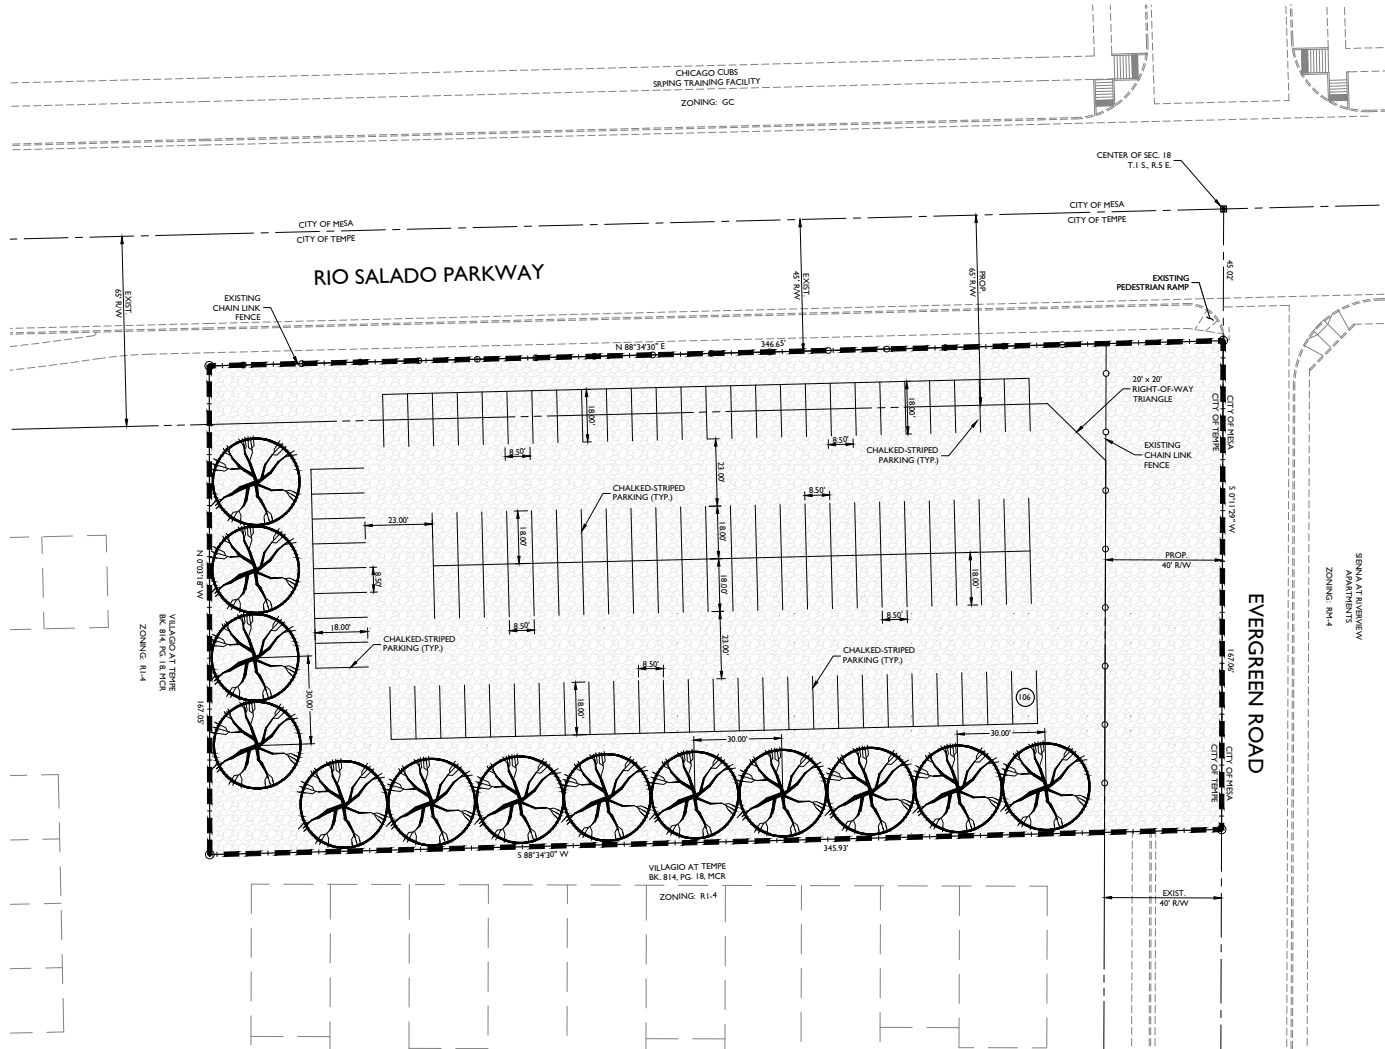 CHICAGO CUBS
SRPING TRAINING FACILITY
ZONING: GC
CENTER OF SEC. 18
T.1 S., R.5 E.
CITY OF MESA
CITY OF TEMPE
CITY OF MESA
CITY OF TEMPE
RIO SALADO PARKWAY
EXIST.
65' R/W
EXIST.
45' R/W
PROP.
65' R/W
45.02'
EXISTING
PEDESTRIAN RAMP
EXISTING
CHAIN LINK
FENCE
N 88°34'30" E
346.65'
20' x 20'
RIGHT-OF-WAY
TRIANGLE
18.00'
18.00'
8.50'
8.50'
CHALKED-STRIPED
PARKING (TYP.)
EXISTING
CHAIN LINK
FENCE
CITY OF MESA
CITY OF TEMPE
23.00'
CHALKED-STRIPED
PARKING (TYP.)
8.50'
23.00'
18.00'
18.00'
S 0°11'29" W
N 0°03'18" W
8.50'
18.00'
18.00'
PROP.
40' R/W
SIENNA AT RIVERVIEW
APARTMENTS
ZONING: RM-4
VILLAGIO AT TEMPE
BK. 814, PG. 18, MCR
ZONING: R1-4
18.00'
8.50'
8.50'
CHALKED-STRIPED
PARKING (TYP.)
23.00'
CHALKED-STRIPED
PARKING (TYP.)
8.50'
167.06'
EVERGREEN ROAD
30.00'
18.00'
106
167.05'
30.00'
30.00'
CITY OF MESA
CITY OF TEMPE
S 88°34'30" W
345.93'
VILLAGIO AT TEMPE
BK. 814, PG. 18, MCR
ZONING: R1-4
EXIST.
40' R/W